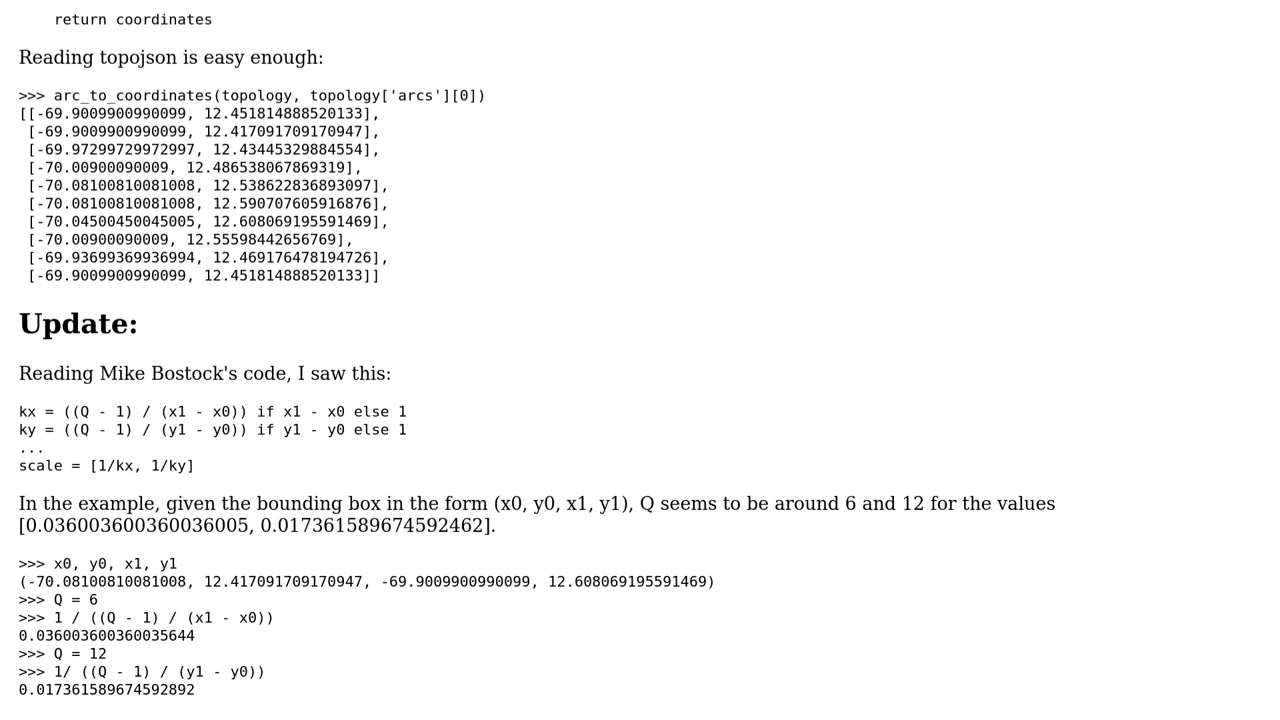 return coordinates
Reading topojson is easy enough:
>>> arc_to_coordinates(topology, topology['arcs'][0])
[[-69.9009900990099, 12.451814888520133],
[-69.9009900990099, 12.417091709170947],
[-69.97299729972997, 12.43445329884554],
[-70.00900090009, 12.486538067869319],
[-70.08100810081008, 12.538622836893097],
[-70.08100810081008, 12.590707605916876],
[-70.04500450045005, 12.608069195591469],
[-70.00900090009, 12.55598442656769],
[-69.93699369936994, 12.469176478194726],
[-69.9009900990099, 12.451814888520133]]
Update:
Reading Mike Bostock's code, I saw this:
kx = ((Q - 1) / (x1 - x0)) if x1 - x0 else 1
ky = ((Q - 1) / (y1 - y0)) if y1 - y0 else 1
...
scale = [1/kx, 1/ky]
In the example, given the bounding box in the form (x0, y0, x1, y1), Q seems to be around 6 and 12 for the values
[0.036003600360036005, 0.017361589674592462].
>>> x0, y0, x1, y1
(-70.08100810081008, 12.417091709170947, -69.9009900990099, 12.608069195591469)
>>> Q = 6
>>> 1 / ((Q - 1) / (x1 - x0))
0.036003600360035644
>>> Q = 12
>>> 1/ ((Q - 1) / (y1 - y0))
0.017361589674592892